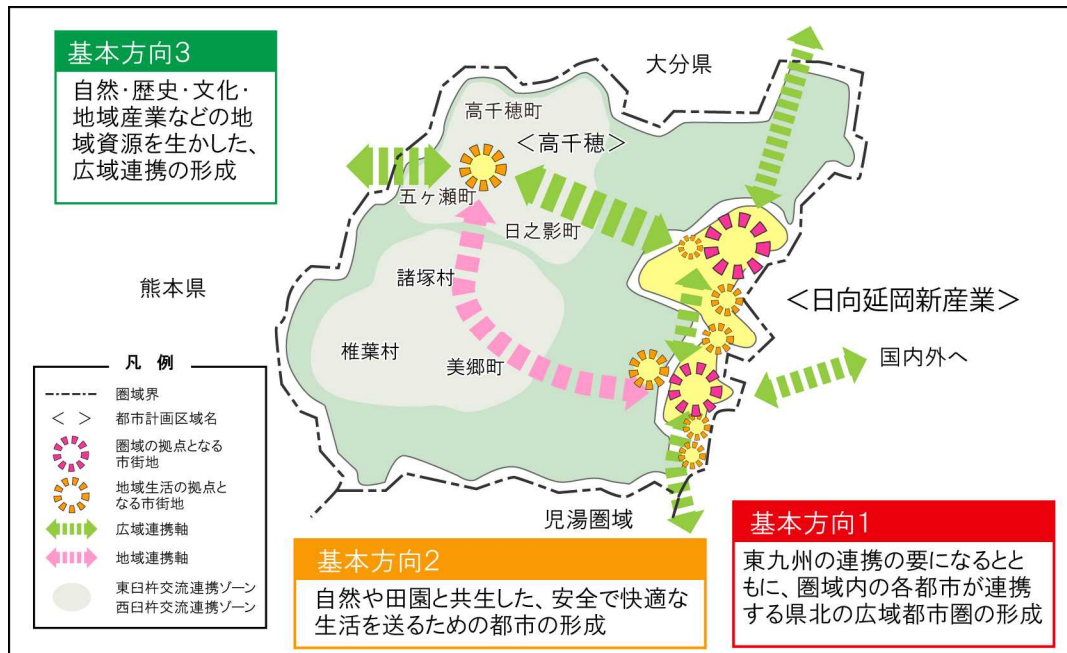 基本方向3
自然・歴史・文化・
地域産業などの地
域資源を生かした、
広域連携の形成
大分県
高千穂町
＜高千穂＞
五ヶ瀬町
日之影町
熊本県
諸塚村
＜日向延岡新産業＞
椎葉村
美郷町
国内外へ
児湯圏域
凡 例
圏域界
＜ ＞ 都市計画区域名
圏域の拠点となる
市街地
地域生活の拠点と
なる市街地
広域連携軸
地域連携軸
東臼杵交流連携ゾーン
西臼杵交流連携ゾーン
基本方向2
自然や田園と共生した、安全で快適な
生活を送るための都市の形成
基本方向1
東九州の連携の要になるとと
もに、圏域内の各都市が連携
する県北の広域都市圏の形成